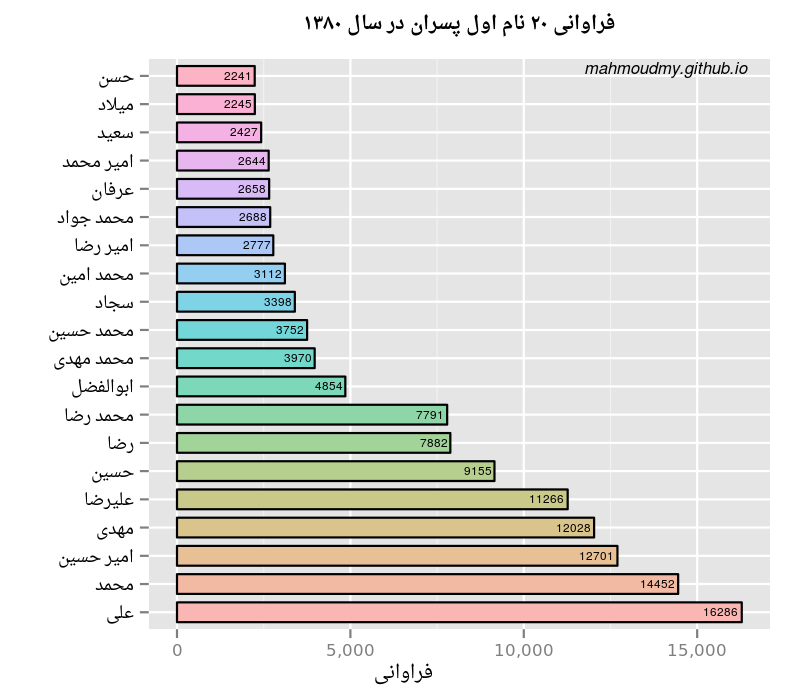 فراوانی ۲۰ نام اول پسران در سال ۱۳۸۰
mahmoudmy.github.io
حسن 2241
میلاد 2245
سعید 2427
امیر محمد 2644
عرفان 2658
محمد جواد 2688
امیر رضا 2777
محمد امین 3112
سجاد 3398
محمد حسین 3752
محمد مهدی 3970
ابوالفضل 4854
محمد رضا 7791
رضا 7882
حسین 9155
علیرضا 11266
مهدی 12028
امیر حسین 12701
محمد 14452
علی 16286
0 5,000 10,000 15,000
فراوانی